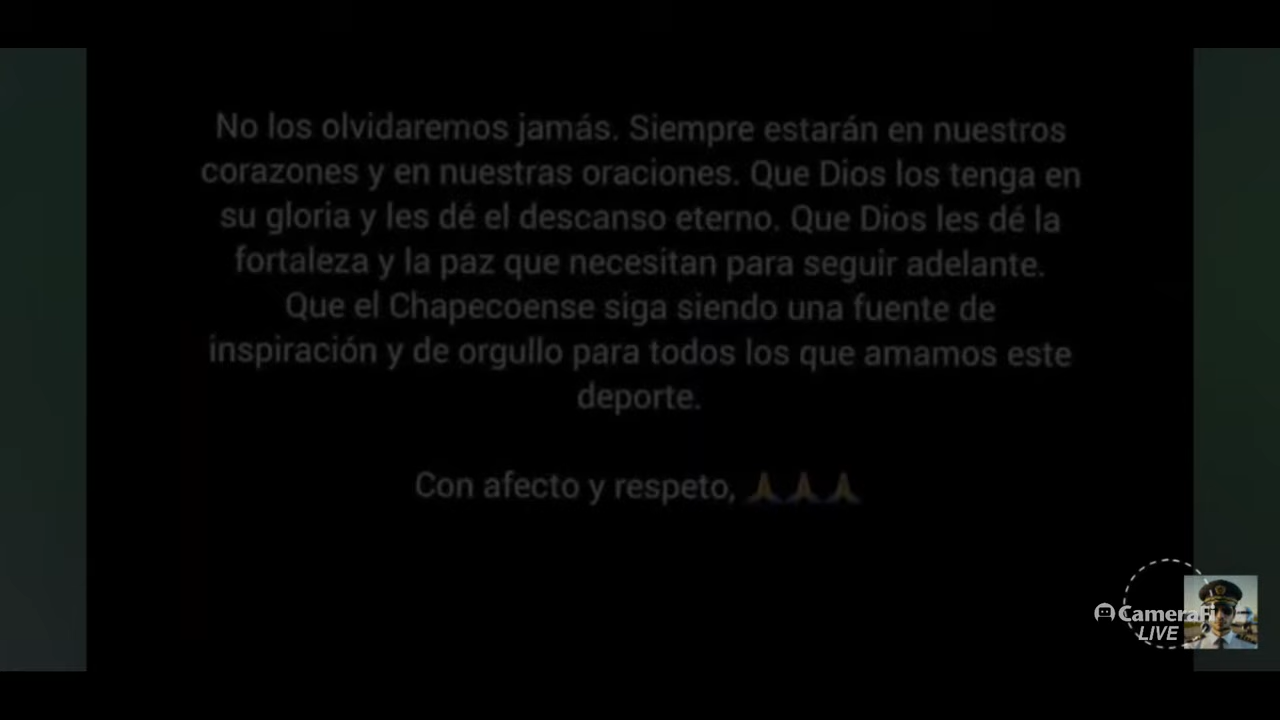 No los olvidaremos jamás. Siempre estarán en nuestros
corazones y en nuestras oraciones. Que Dios los tenga en
su gloria y les dé el descanso eterno. Que Dios les dé la
fortaleza y la paz que necesitan para seguir adelante.
Que el Chapecoense siga siendo una fuente de
inspiración y de orgullo para todos los que amamos este
deporte.
Con afecto y respeto, 🙏🙏🙏
CameraFi
LIVE